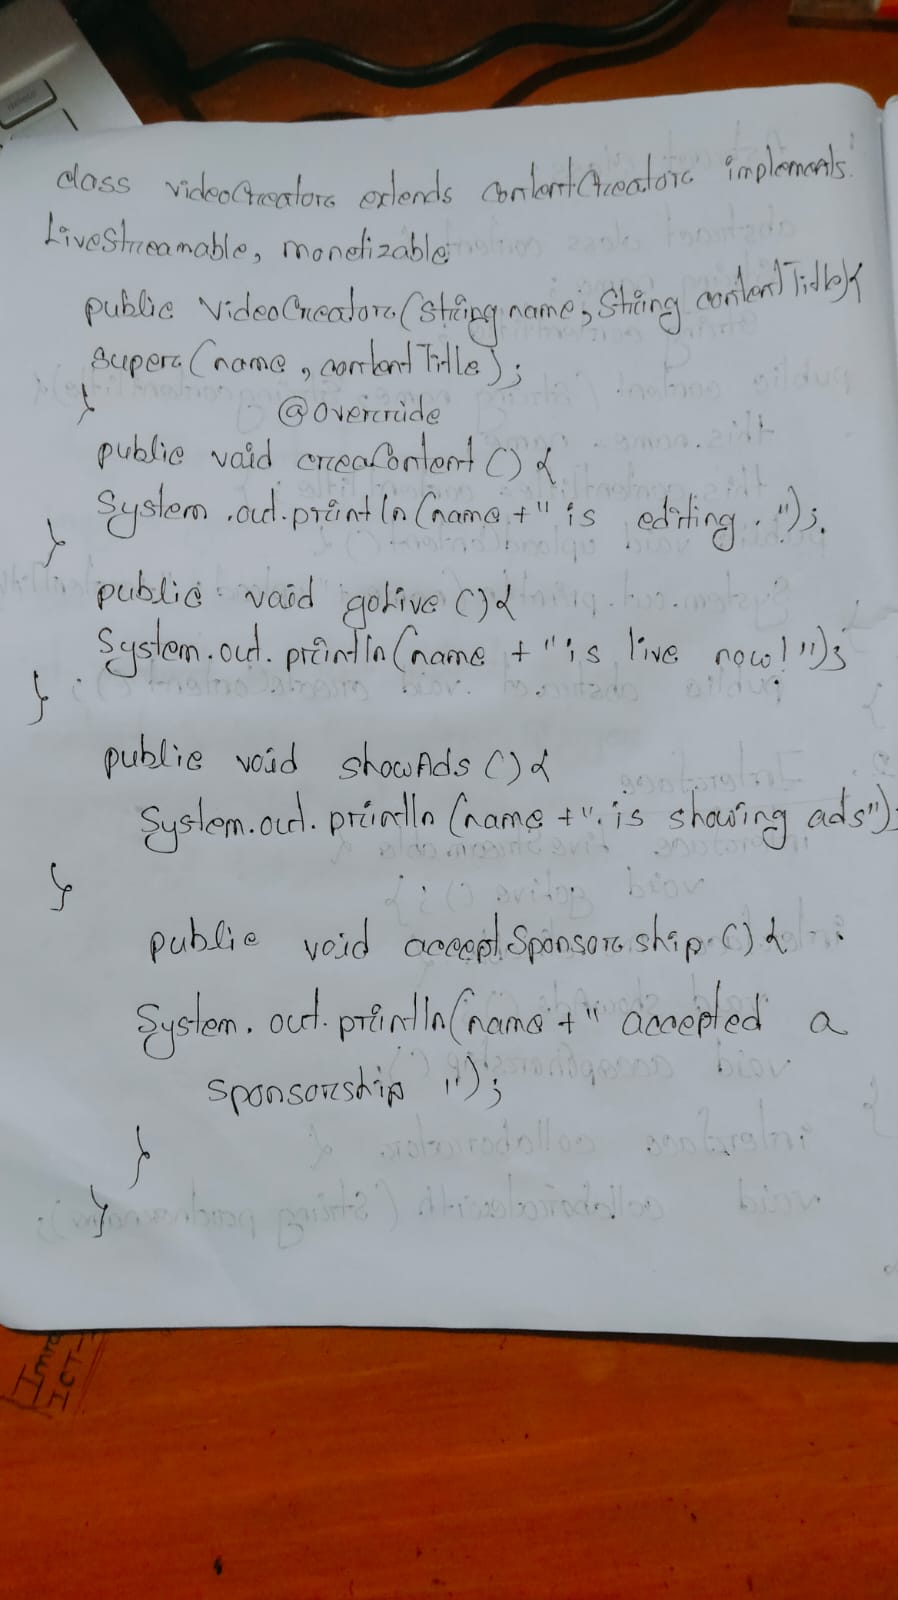 class videoCreator extends contentCreator implements
LiveStreamable, monetizable
public VideoCreator(String name, String contentTitle){
super(name, contentTitle);
}
@Override
public void creaContent(){
System.out.println(name+" is editing.");
}
public void goLive(){
System.out.println(name + "is live now!");
}
public void showAds(){
System.out.println(name+" is showing ads");
}
public void acceptSponsorship(){
System.out.println(name+" accepted a
sponsorship ");
}
}